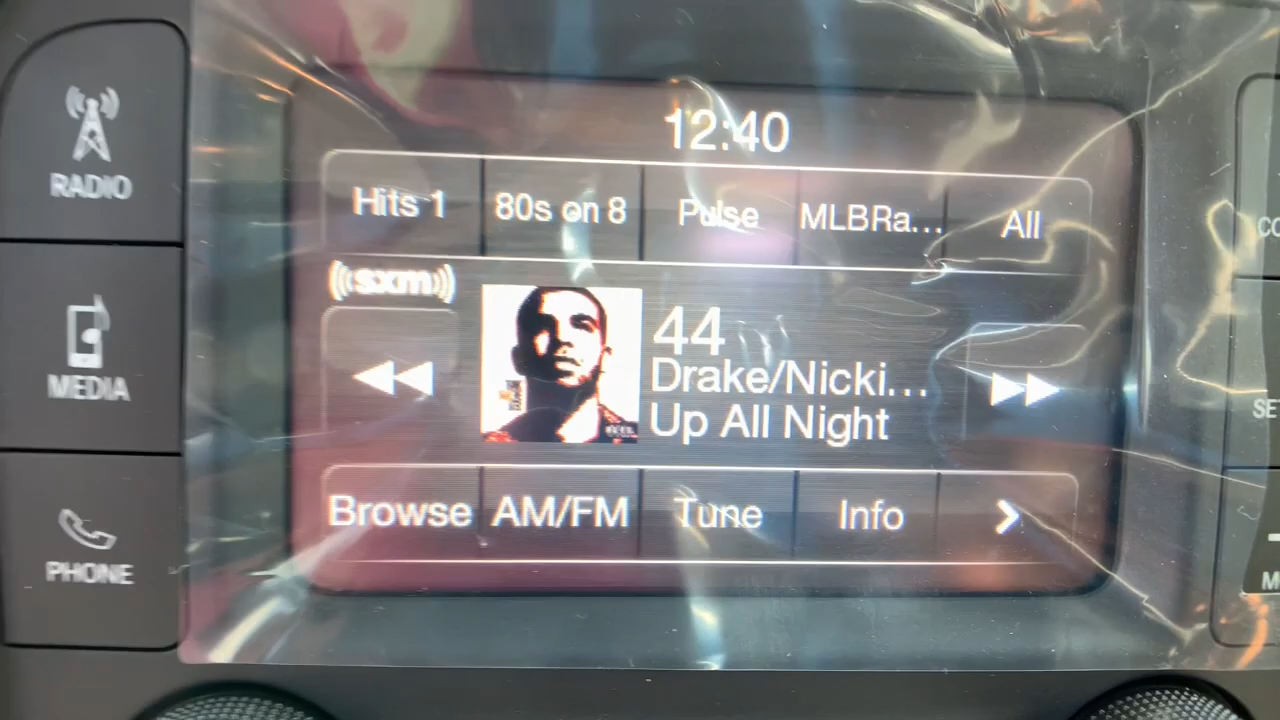 12:40
RADIO
Hits 1
80s on 8
Pulse
MLBRa...
All
((sxm))
44
Drake/Nicki...
Up All Night
MEDIA
Browse
AM/FM
Tune
Info
PHONE